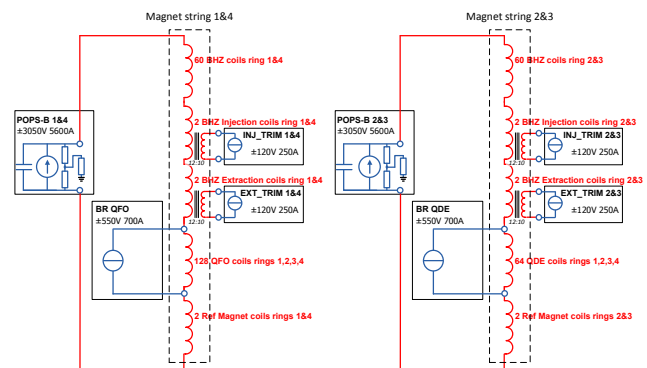 Magnet string 1&4
60 BHZ coils ring 1&4
POPS-B 1&4
±3050V 5600A
2 BHZ Injection coils ring 1&4
INJ_TRIM 1&4
±120V 250A
12:10
2 BHZ Extraction coils ring 1&4
EXT_TRIM 1&4
±120V 250A
12:10
BR QFO
±550V 700A
128 QFO coils rings 1,2,3,4
2 Ref Magnet coils rings 1&4
Magnet string 2&3
60 BHZ coils ring 2&3
POPS-B 2&3
±3050V 5600A
2 BHZ Injection coils ring 2&3
INJ_TRIM 2&3
±120V 250A
12:10
2 BHZ Extraction coils ring 2&3
EXT_TRIM 2&3
±120V 250A
12:10
BR QDE
±550V 700A
64 QDE coils rings 1,2,3,4
2 Ref Magnet coils rings 2&3